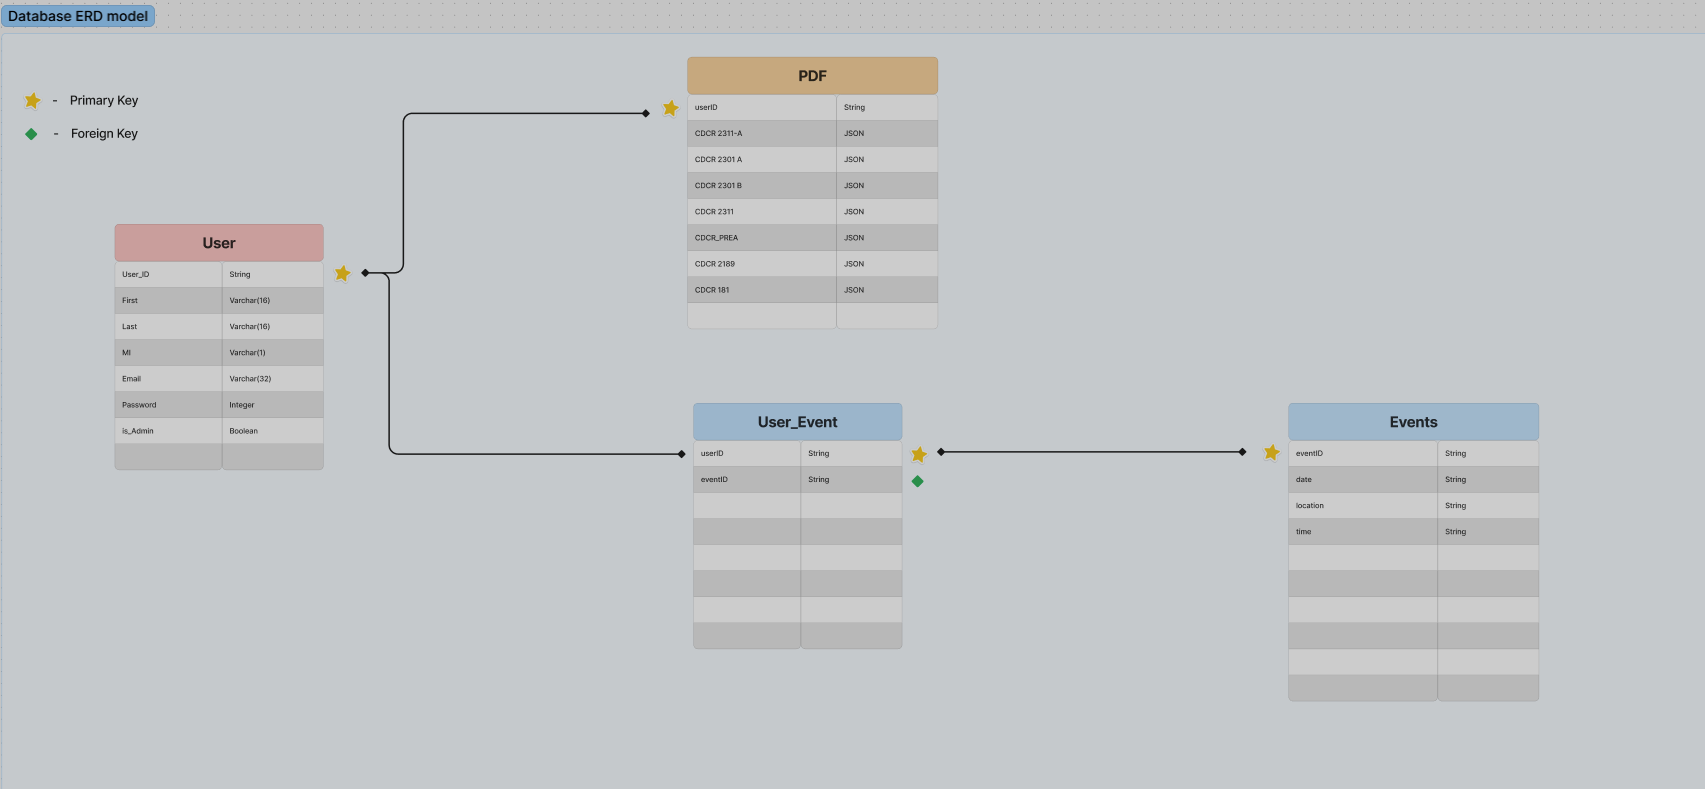 Database ERD model
- Primary Key
- Foreign Key
PDF
userID String
CDCR 2311-A JSON
CDCR 2301 A JSON
CDCR 2301 B JSON
CDCR 2311 JSON
CDCR_PREA JSON
CDCR 2189 JSON
CDCR 181 JSON
User
User_ID String
First Varchar(16)
Last Varchar(16)
MI Varchar(1)
Email Varchar(32)
Password Integer
is_Admin Boolean
User_Event
userID String
eventID String
Events
eventID String
date String
location String
time String